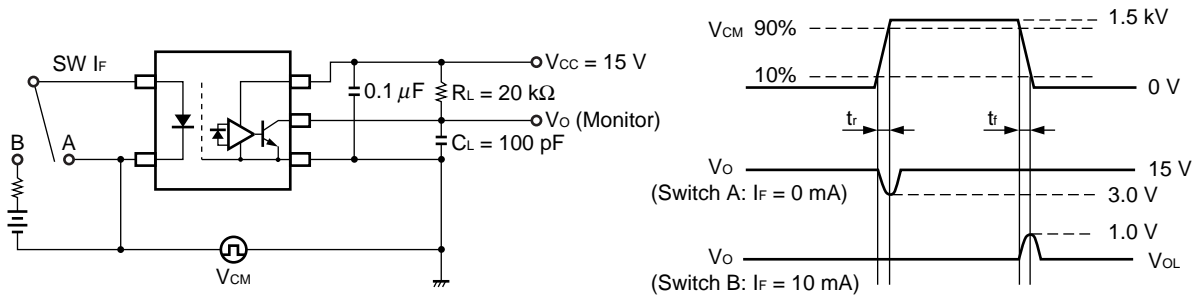 SW IF
B
A
VCM
0.1 μF
VCC = 15 V
RL = 20 kΩ
VO (Monitor)
CL = 100 pF
VCM 90%
10%
1.5 kV
0 V
tr
tf
VO
(Switch A: IF = 0 mA)
15 V
3.0 V
VO
(Switch B: IF = 10 mA)
1.0 V
VOL